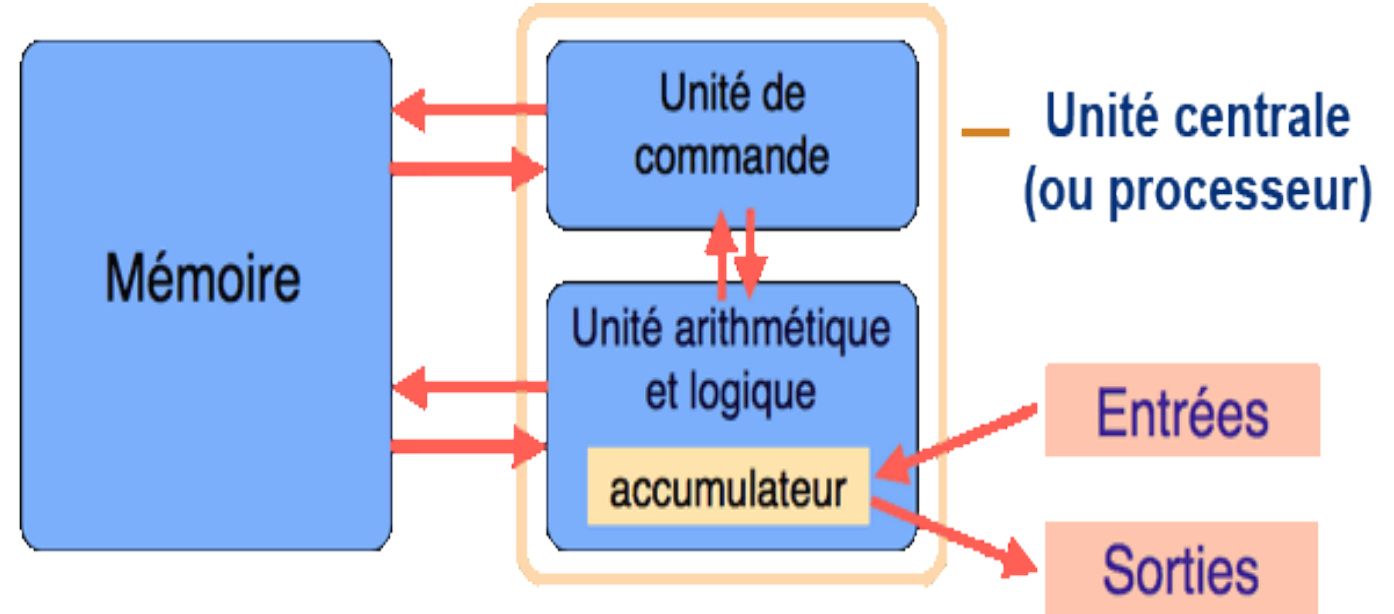 Mémoire
Unité de
commande
Unité arithmétique
et logique
accumulateur
Unité centrale
(ou processeur)
Entrées
Sorties